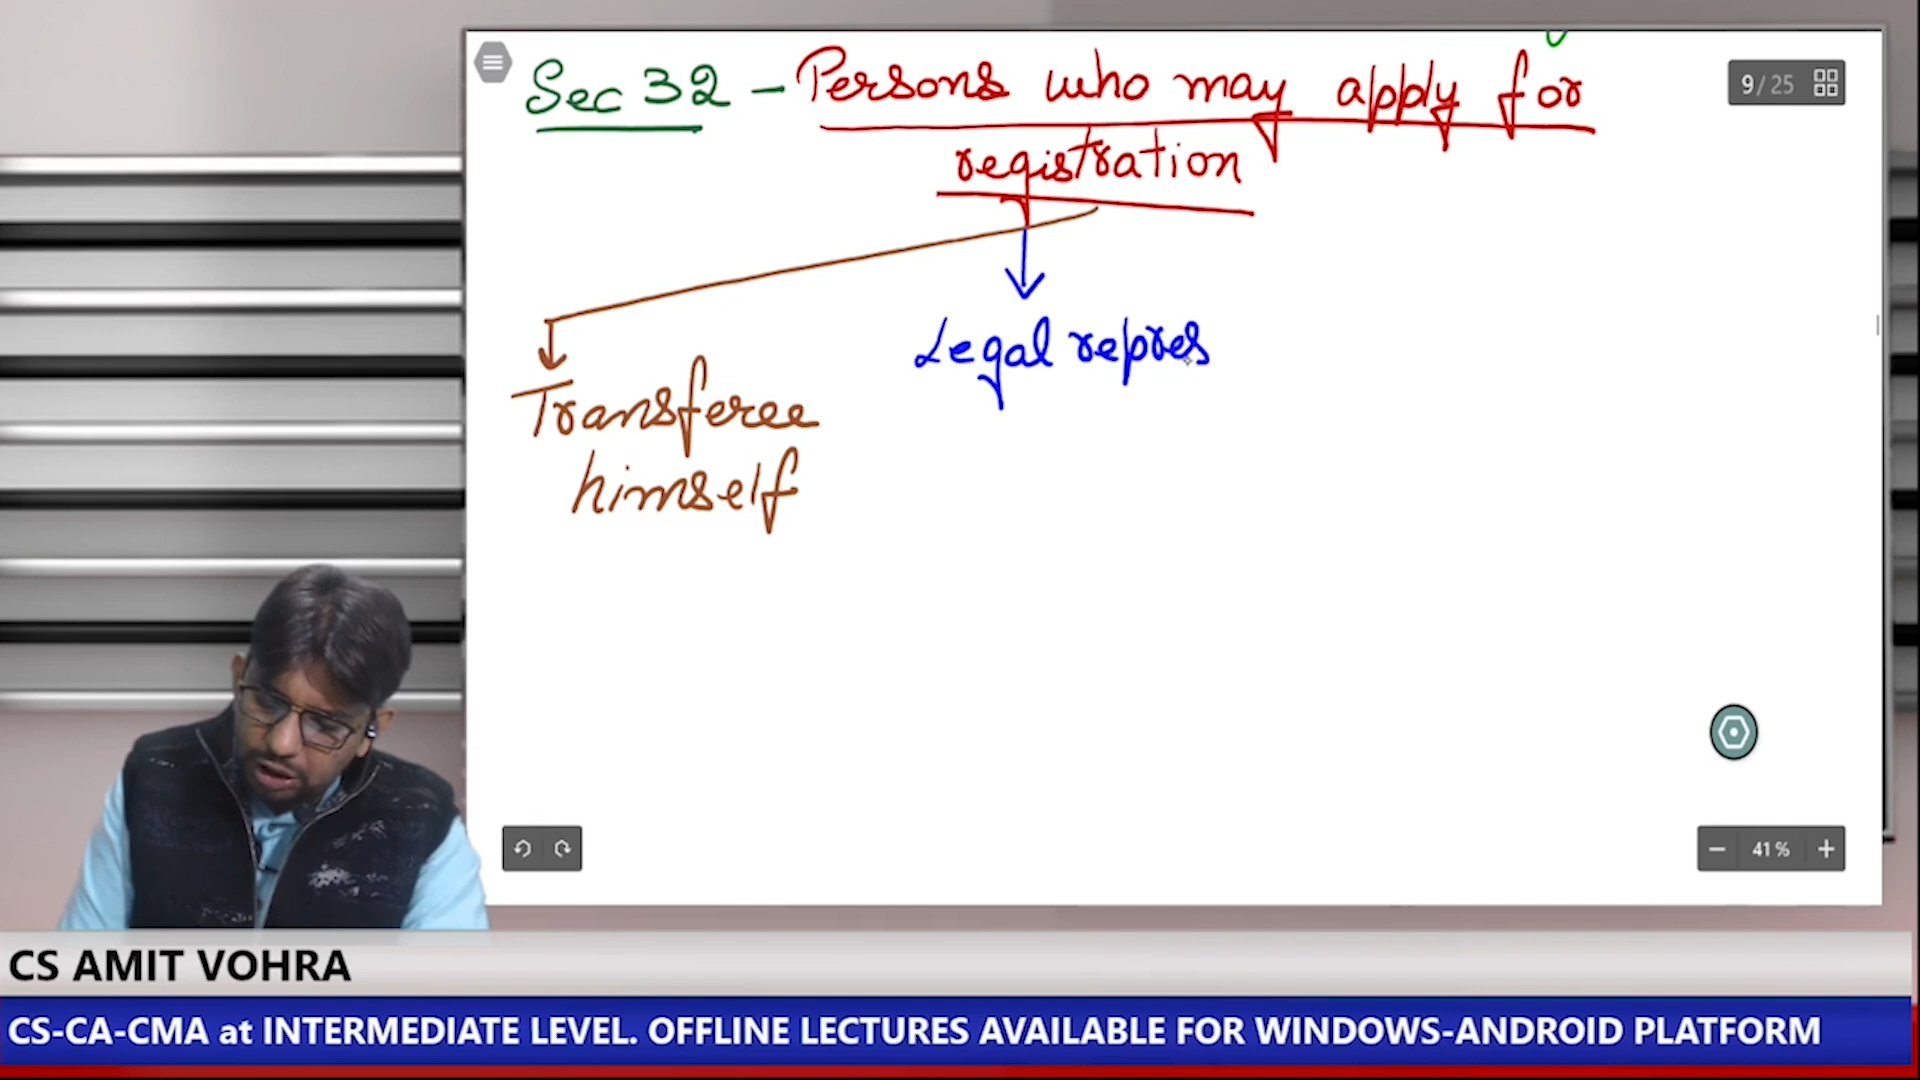 Sec 32 - Persons who may apply for
registration
Legal repres
Transferee
himself
9/25
41%
CS AMIT VOHRA
CS-CA-CMA at INTERMEDIATE LEVEL. OFFLINE LECTURES AVAILABLE FOR WINDOWS-ANDROID PLATFORM